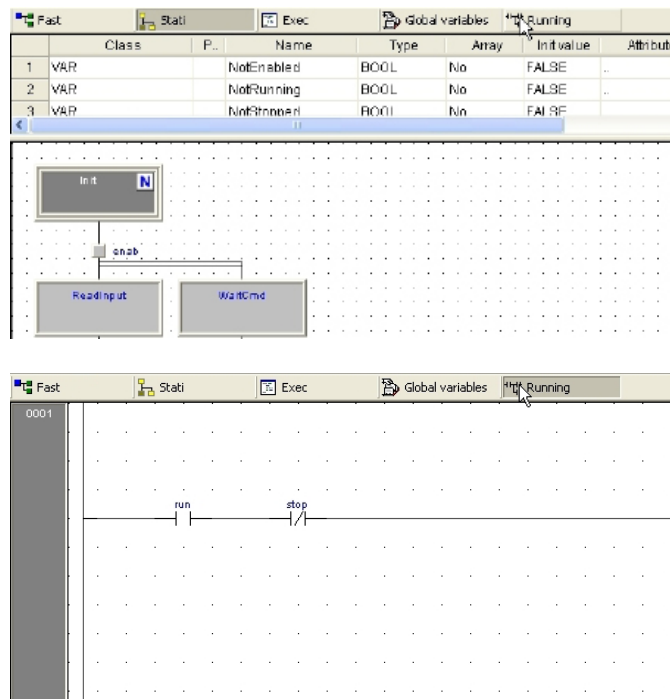 Fast Stati Exec Global variables Running
Class P.. Name Type Array Init value Attribut
1 VAR NotEnabled BOOL No FALSE ..
2 VAR NotRunning BOOL No FALSE ..
3 VAR NotStopped BOOL No FALSE
Init N
enab
ReadInput WaitCmd
Fast Stati Exec Global variables Running
0001
run stop